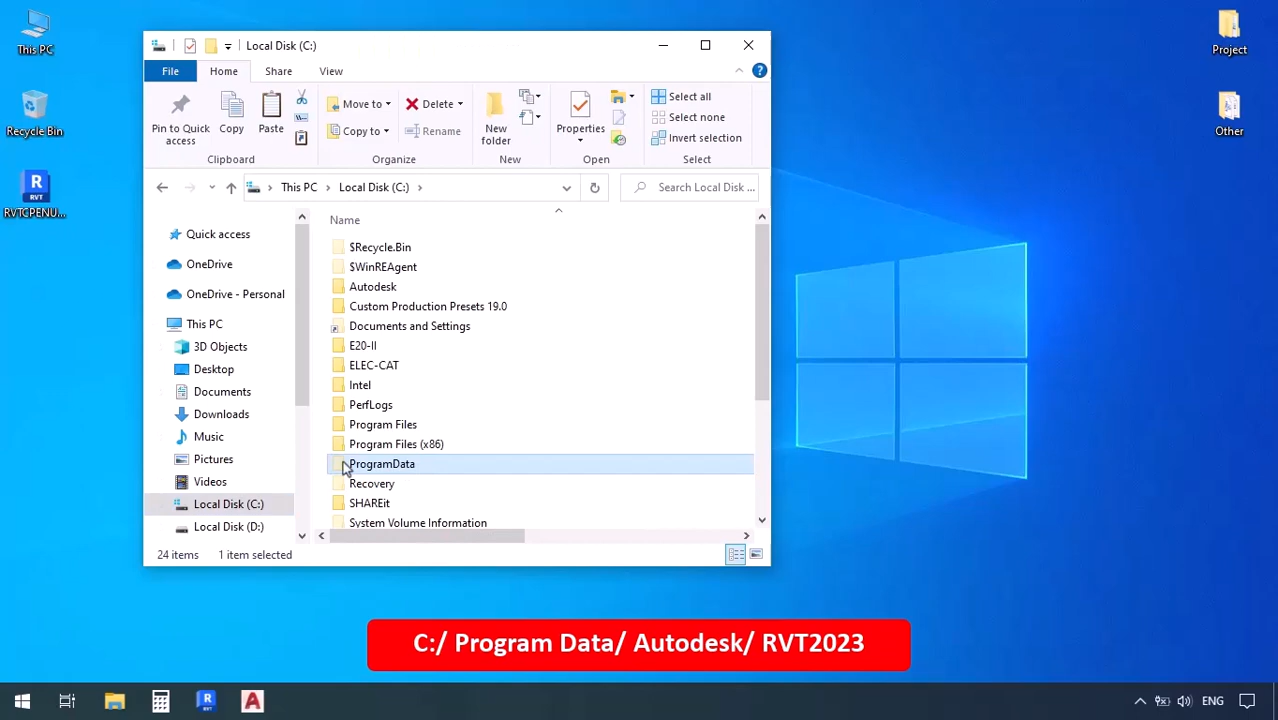 This PC
Recycle Bin
R
RVT
RVTCPENU...
Project
Other
Local Disk (C:)
File
Home
Share
View
?
Pin to Quick
access
Copy
Paste
Move to
Copy to
Delete
Rename
New
folder
Properties
Select all
Select none
Invert selection
Clipboard
Organize
New
Open
Select
This PC
Local Disk (C:)
Search Local Disk ...
Name
Quick access
OneDrive
OneDrive - Personal
This PC
3D Objects
Desktop
Documents
Downloads
Music
Pictures
Videos
Local Disk (C:)
Local Disk (D:)
$Recycle.Bin
$WinREAgent
Autodesk
Custom Production Presets 19.0
Documents and Settings
E20-II
ELEC-CAT
Intel
PerfLogs
Program Files
Program Files (x86)
ProgramData
Recovery
SHAREit
System Volume Information
24 items
1 item selected
C:/ Program Data/ Autodesk/ RVT2023
R
A
ENG